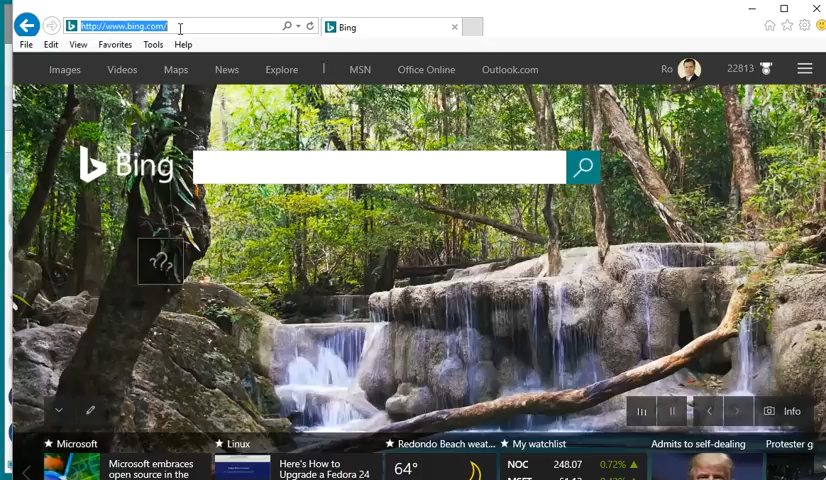 http://www.bing.com/
Bing
File Edit View Favorites Tools Help
Images Videos Maps News Explore | MSN Office Online Outlook.com Ro 22813
Bing
Info
Microsoft Linux Redondo Beach weat... My watchlist Admits to self-dealing Protester g
Microsoft embraces
open source in the
Here's How to
Upgrade a Fedora 24
64°
NOC 248.07 0.72%